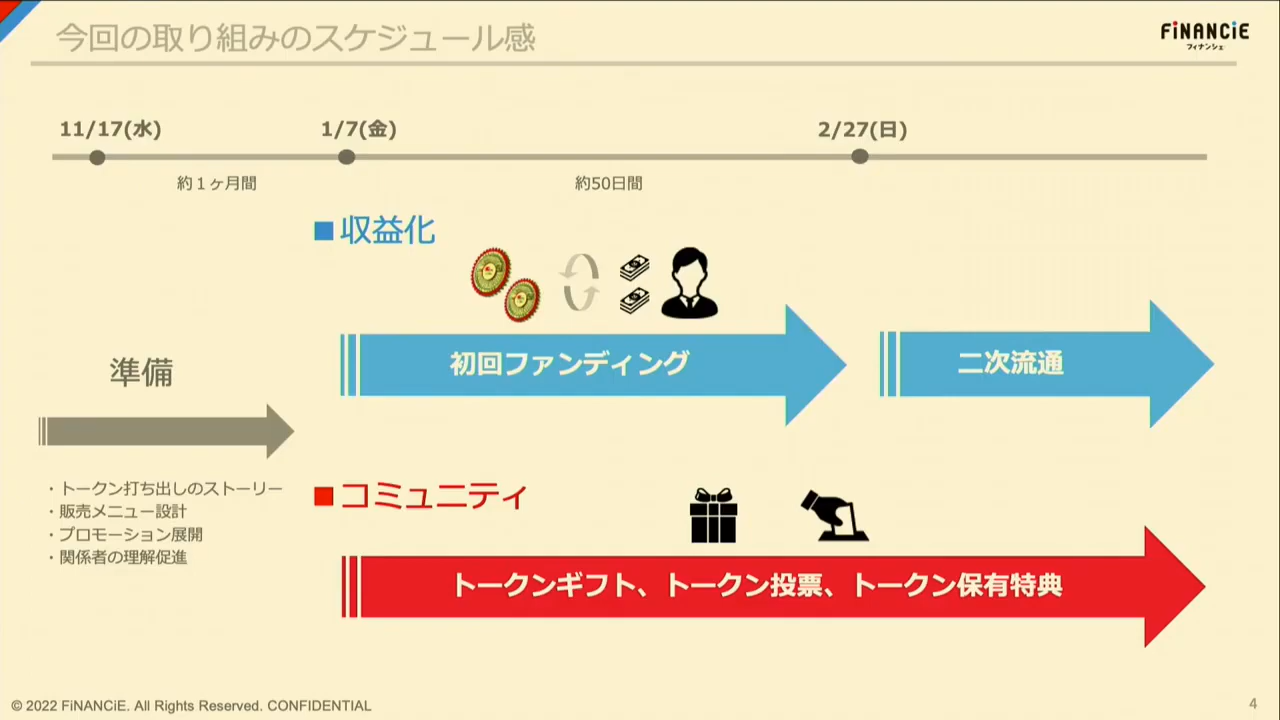 今回の取り組みのスケジュール感
FiNANCiE
フィナンシェ
11/17(水)
1/7(金)
2/27(日)
約１ヶ月間
約50日間
■収益化
初回ファンディング
二次流通
準備
・トークン打ち出しのストーリー
・販売メニュー設計
・プロモーション展開
・関係者の理解促進
■コミュニティ
トークンギフト、トークン投票、トークン保有特典
© 2022 FiNANCiE. All Rights Reserved. CONFIDENTIAL
4